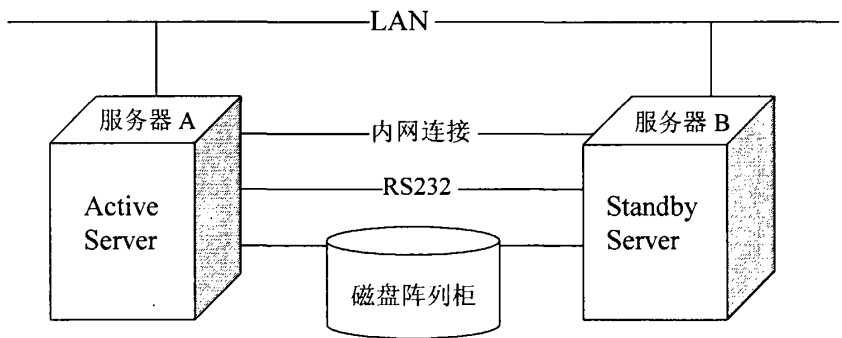 LAN
服务器 A
服务器 B
内网连接
RS232
Active
Server
Standby
Server
磁盘阵列柜